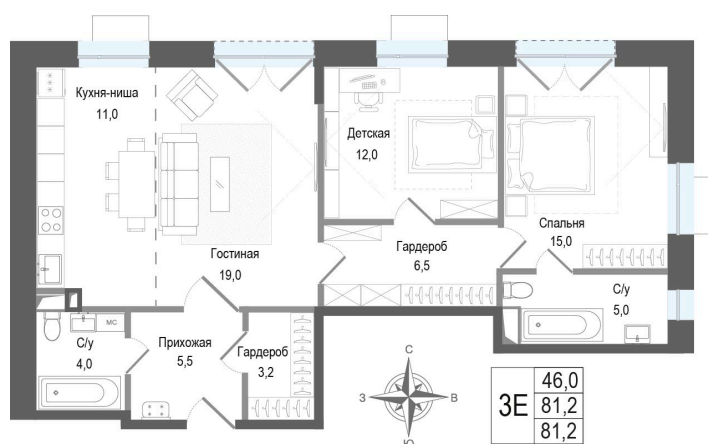 Кухня-ниша
11,0
Детская
12,0
Спальня
15,0
Гостиная
19,0
Гардероб
6,5
С/у
5,0
С/у
4,0
МС
Прихожая
5,5
Гардероб
3,2
С
З
В
Ю
3Е
46,0
81,2
81,2